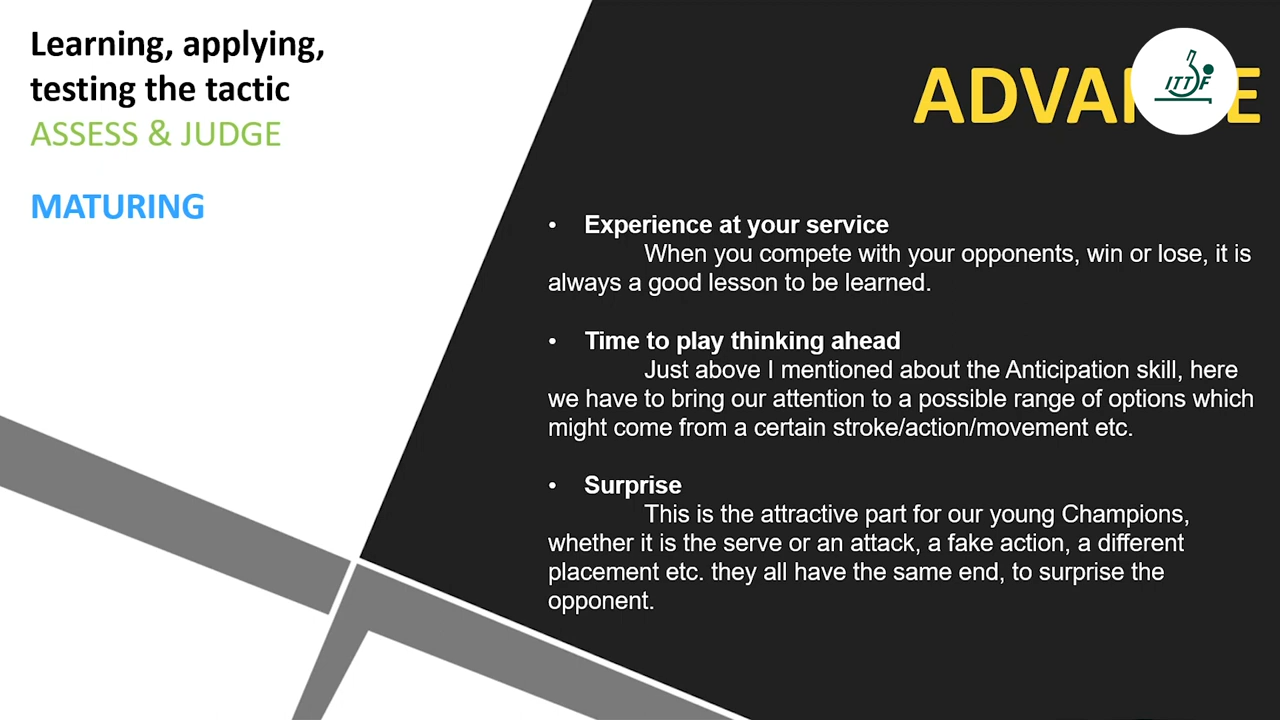 Learning, applying,
testing the tactic
ASSESS & JUDGE
MATURING
ITTF
• Experience at your service
When you compete with your opponents, win or lose, it is
always a good lesson to be learned.
• Time to play thinking ahead
Just above I mentioned about the Anticipation skill, here
we have to bring our attention to a possible range of options which
might come from a certain stroke/action/movement etc.
• Surprise
This is the attractive part for our young Champions,
whether it is the serve or an attack, a fake action, a different
placement etc. they all have the same end, to surprise the
opponent.